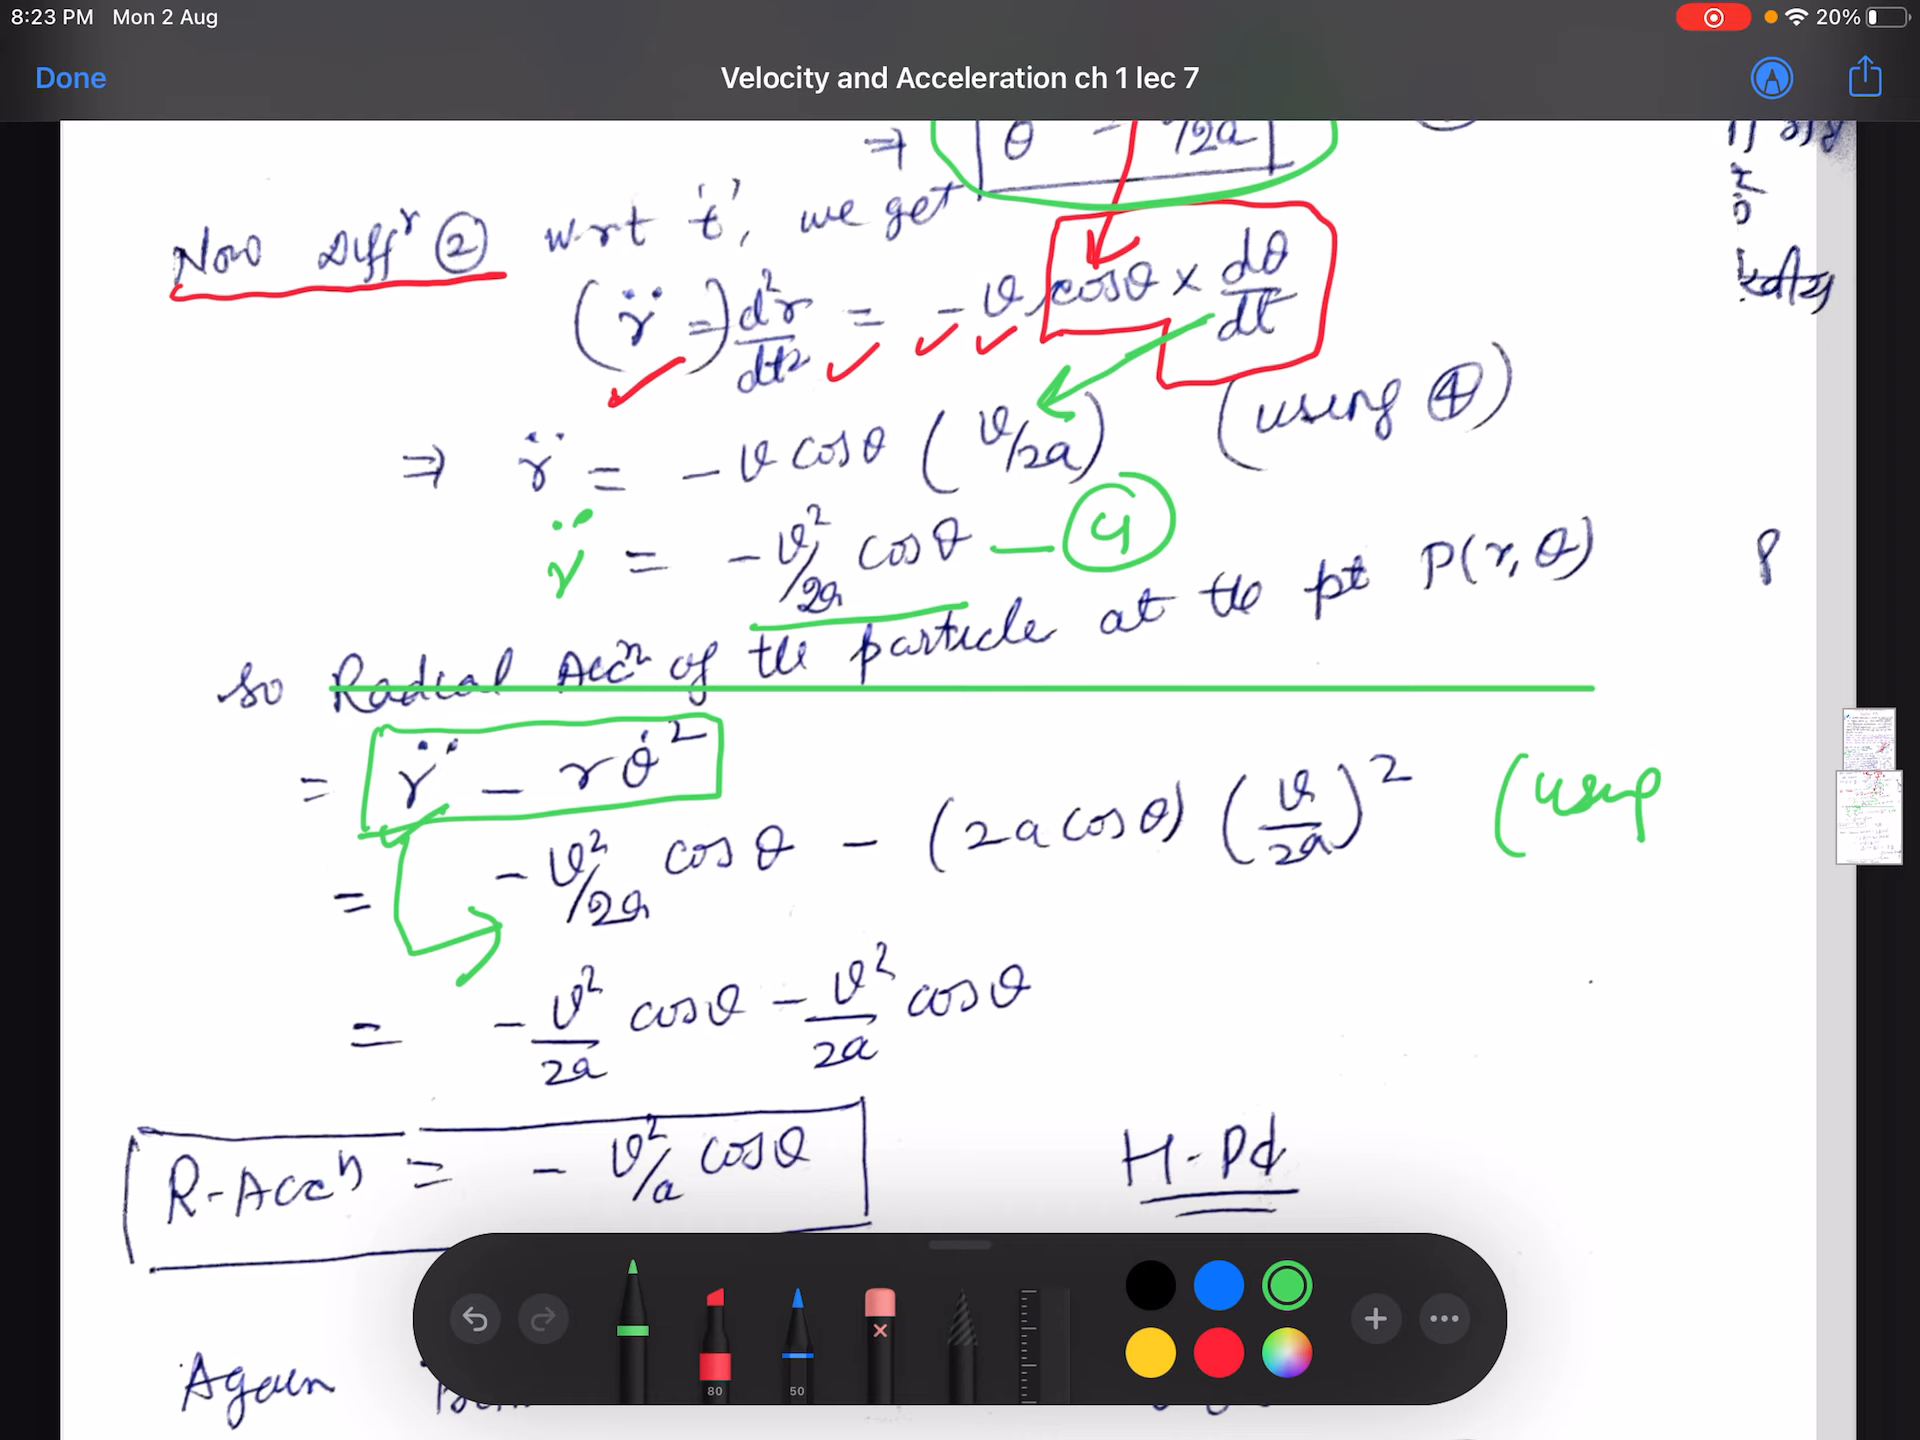 8:23 PM Mon 2 Aug
20%
Done
Velocity and Acceleration ch 1 lec 7
⇒ θ̇ = v/2a
Now Diffʳ ② w.r.t 't', we get
(r̈ =) d²r/dt² = - v cosθ × dθ/dt
⇒ r̈ = - v cosθ (v/2a) (using ④)
r̈ = - v²/2a cosθ — ④
so Radial Accⁿ of the particle at the pt P(r, θ)
= r̈ - rθ̇²
= - v²/2a cosθ - (2a cosθ) (v/2a)² (using
= - v²/2a cosθ - v²/2a cosθ
R-Accⁿ = - v²/a cosθ
H-Pd
80
50
Again